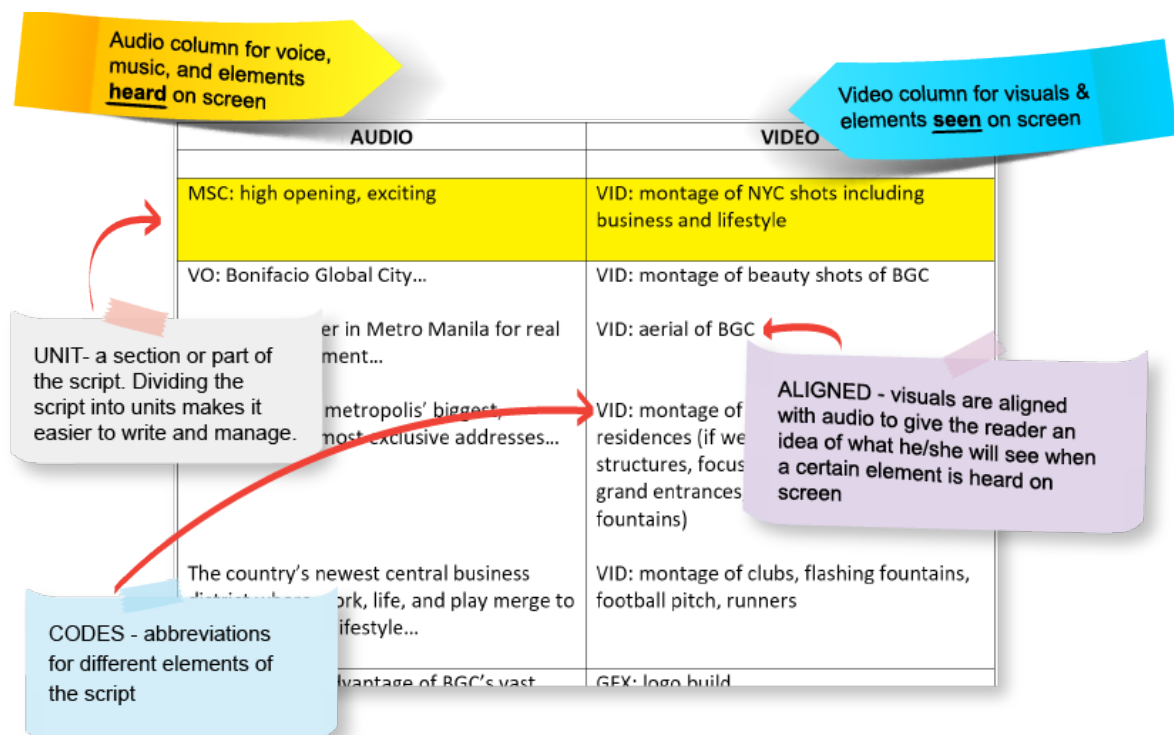 Audio column for voice,
music, and elements
heard on screen
Video column for visuals &
elements seen on screen
AUDIO
VIDEO
MSC: high opening, exciting
VID: montage of NYC shots including
business and lifestyle
VO: Bonifacio Global City…
VID: montage of beauty shots of BGC
er in Metro Manila for real
ment…
VID: aerial of BGC
UNIT- a section or part of
the script. Dividing the
script into units makes it
easier to write and manage.
metropolis’ biggest,
most exclusive addresses…
VID: montage of
residences (if we
structures, focus
grand entrances,
fountains)
ALIGNED - visuals are aligned
with audio to give the reader an
idea of what he/she will see when
a certain element is heard on
screen
The country’s newest central business
district where work, life, and play merge to
lifestyle…
VID: montage of clubs, flashing fountains,
football pitch, runners
CODES - abbreviations
for different elements of
the script
advantage of BGC’s vast
GFX: logo build